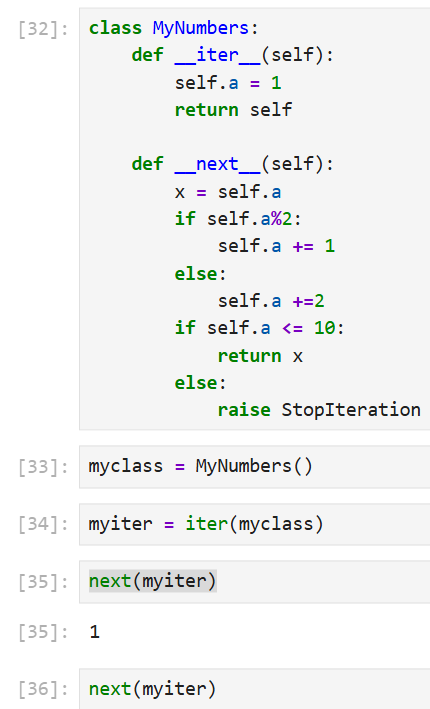 [32]: class MyNumbers:
    def __iter__(self):
        self.a = 1
        return self

    def __next__(self):
        x = self.a
        if self.a%2:
            self.a += 1
        else:
            self.a +=2
        if self.a <= 10:
            return x
        else:
            raise StopIteration
[33]: myclass = MyNumbers()
[34]: myiter = iter(myclass)
[35]: next(myiter)
[35]: 1
[36]: next(myiter)